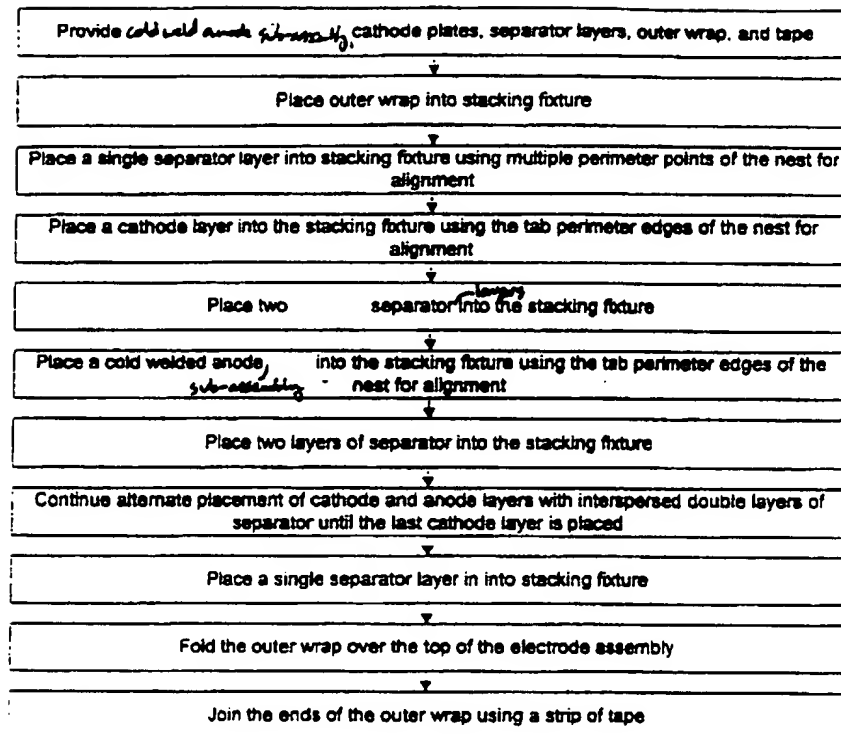 Provide cold weld anode sub-assembly, cathode plates, separator layers, outer wrap, and tape
Place outer wrap into stacking fixture
Place a single separator layer into stacking fixture using multiple perimeter points of the nest for
alignment
Place a cathode layer into the stacking fixture using the tab perimeter edges of the nest for
alignment
layers
Place two separator into the stacking fixture
Place a cold welded anode into the stacking fixture using the tab perimeter edges of the
sub-assembly nest for alignment
Place two layers of separator into the stacking fixture
Continue alternate placement of cathode and anode layers with interspersed double layers of
separator until the last cathode layer is placed
Place a single separator layer in into stacking fixture
Fold the outer wrap over the top of the electrode assembly
Join the ends of the outer wrap using a strip of tape